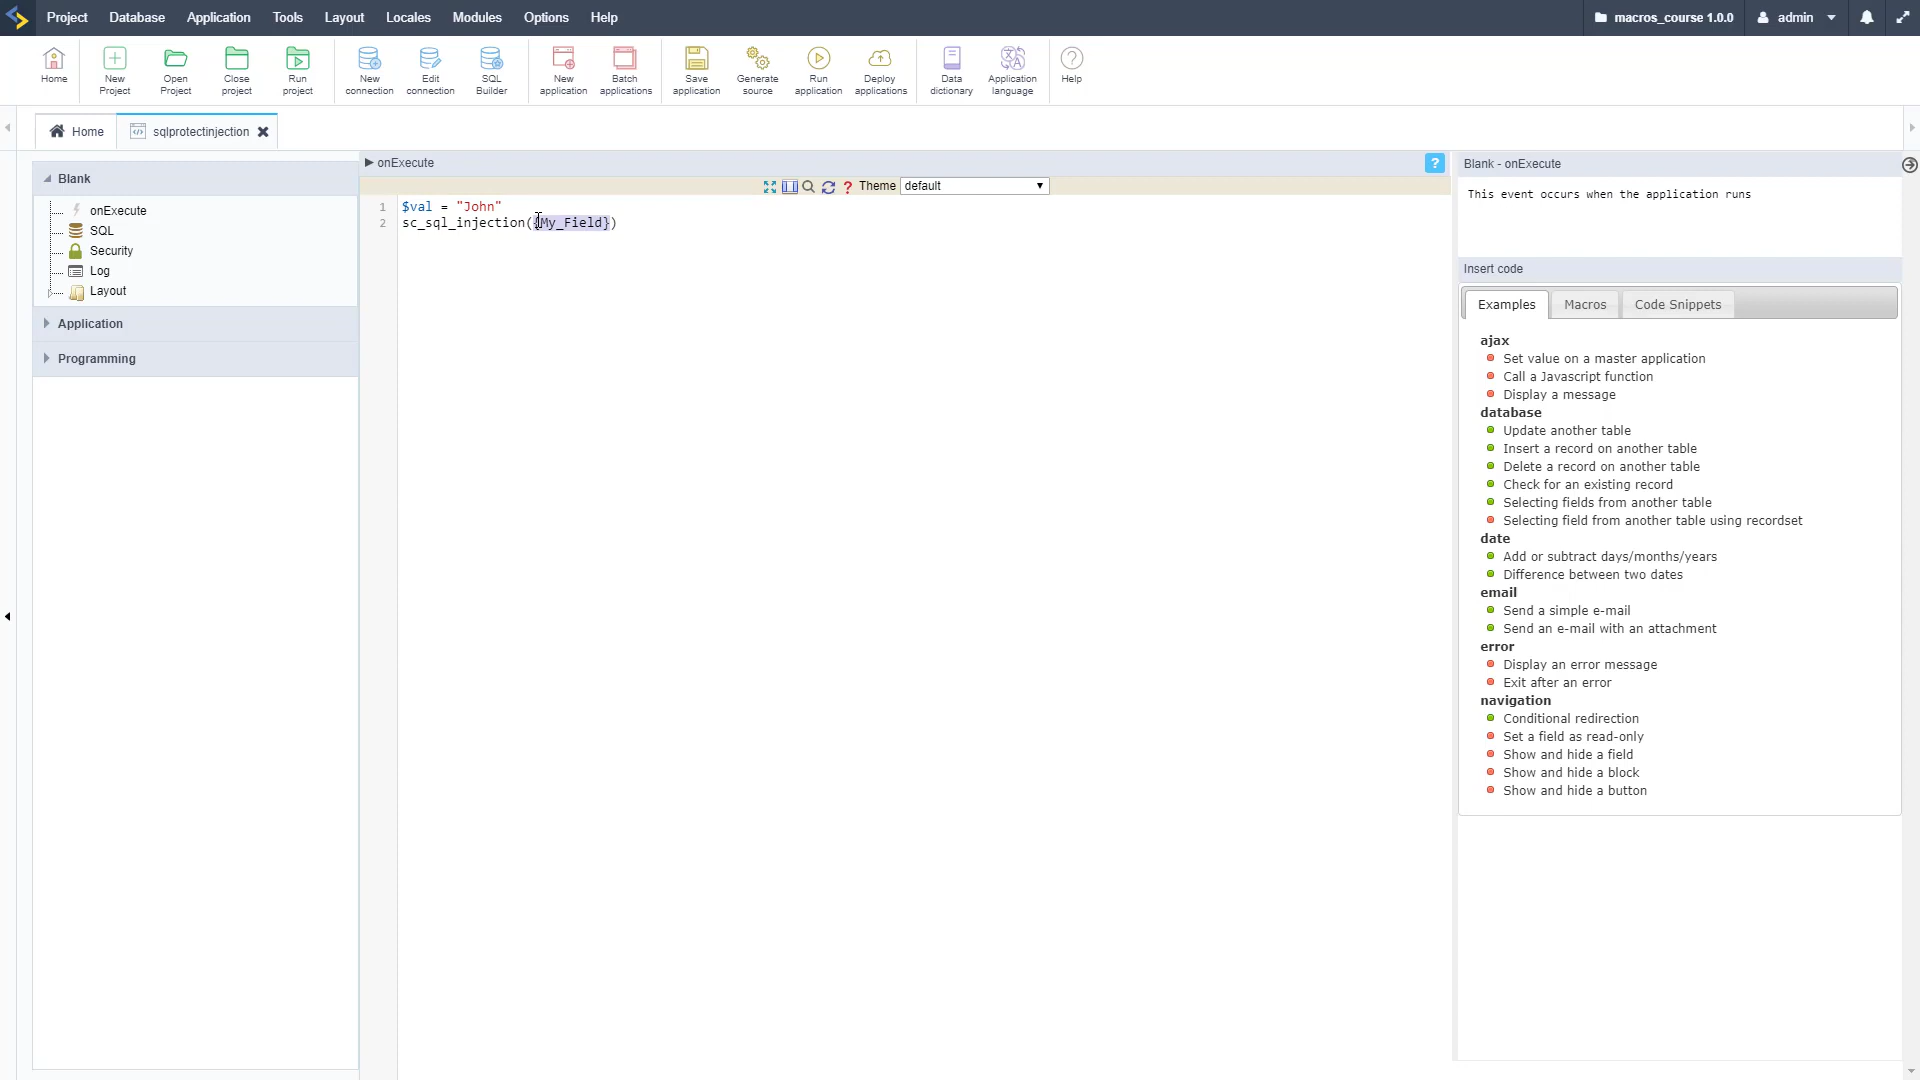 Project Database Application Tools Layout Locales Modules Options Help macros_course 1.0.0 admin
Home New Project Open Project Close project Run project New connection Edit connection SQL Builder New application Batch applications Save application Generate source Run application Deploy applications Data dictionary Application language Help
Home sqlprotectinjection
Blank
onExecute
SQL
Security
Log
Layout
Application
Programming
onExecute ?
? Theme default
1 $val = "John"
2 sc_sql_injection({My_Field})
Blank - onExecute
This event occurs when the application runs
Insert code
Examples Macros Code Snippets
ajax
Set value on a master application
Call a Javascript function
Display a message
database
Update another table
Insert a record on another table
Delete a record on another table
Check for an existing record
Selecting fields from another table
Selecting field from another table using recordset
date
Add or subtract days/months/years
Difference between two dates
email
Send a simple e-mail
Send an e-mail with an attachment
error
Display an error message
Exit after an error
navigation
Conditional redirection
Set a field as read-only
Show and hide a field
Show and hide a block
Show and hide a button